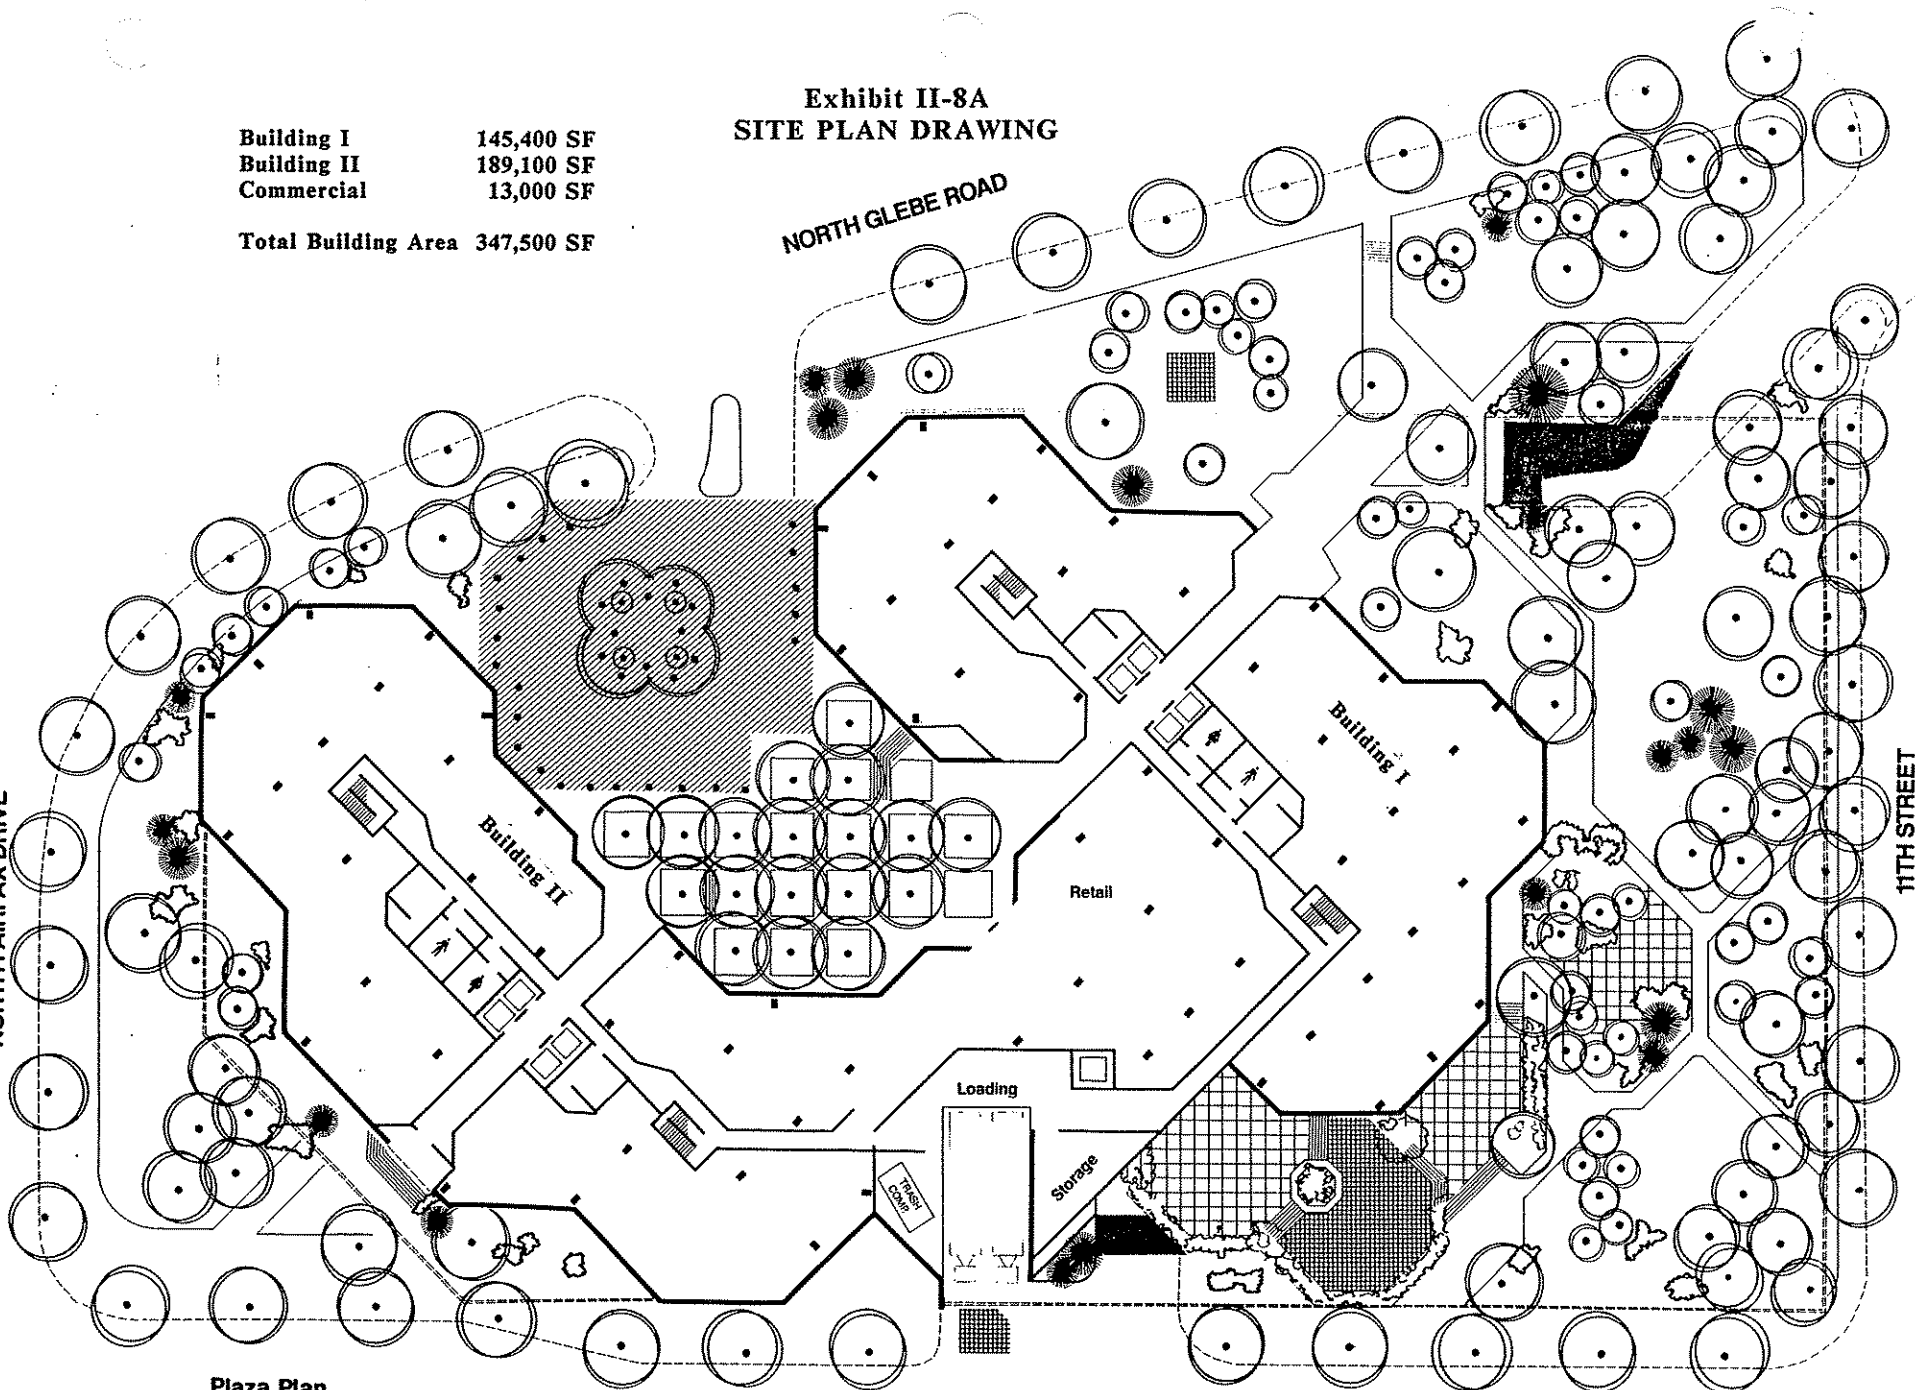 Exhibit II-8A
SITE PLAN DRAWING
Building I 145,400 SF
Building II 189,100 SF
Commercial 13,000 SF
Total Building Area 347,500 SF
NORTH GLEBE ROAD
Building I
Building II
Retail
11TH STREET
Loading
Storage
TRASH
COMP.
Plaza Plan